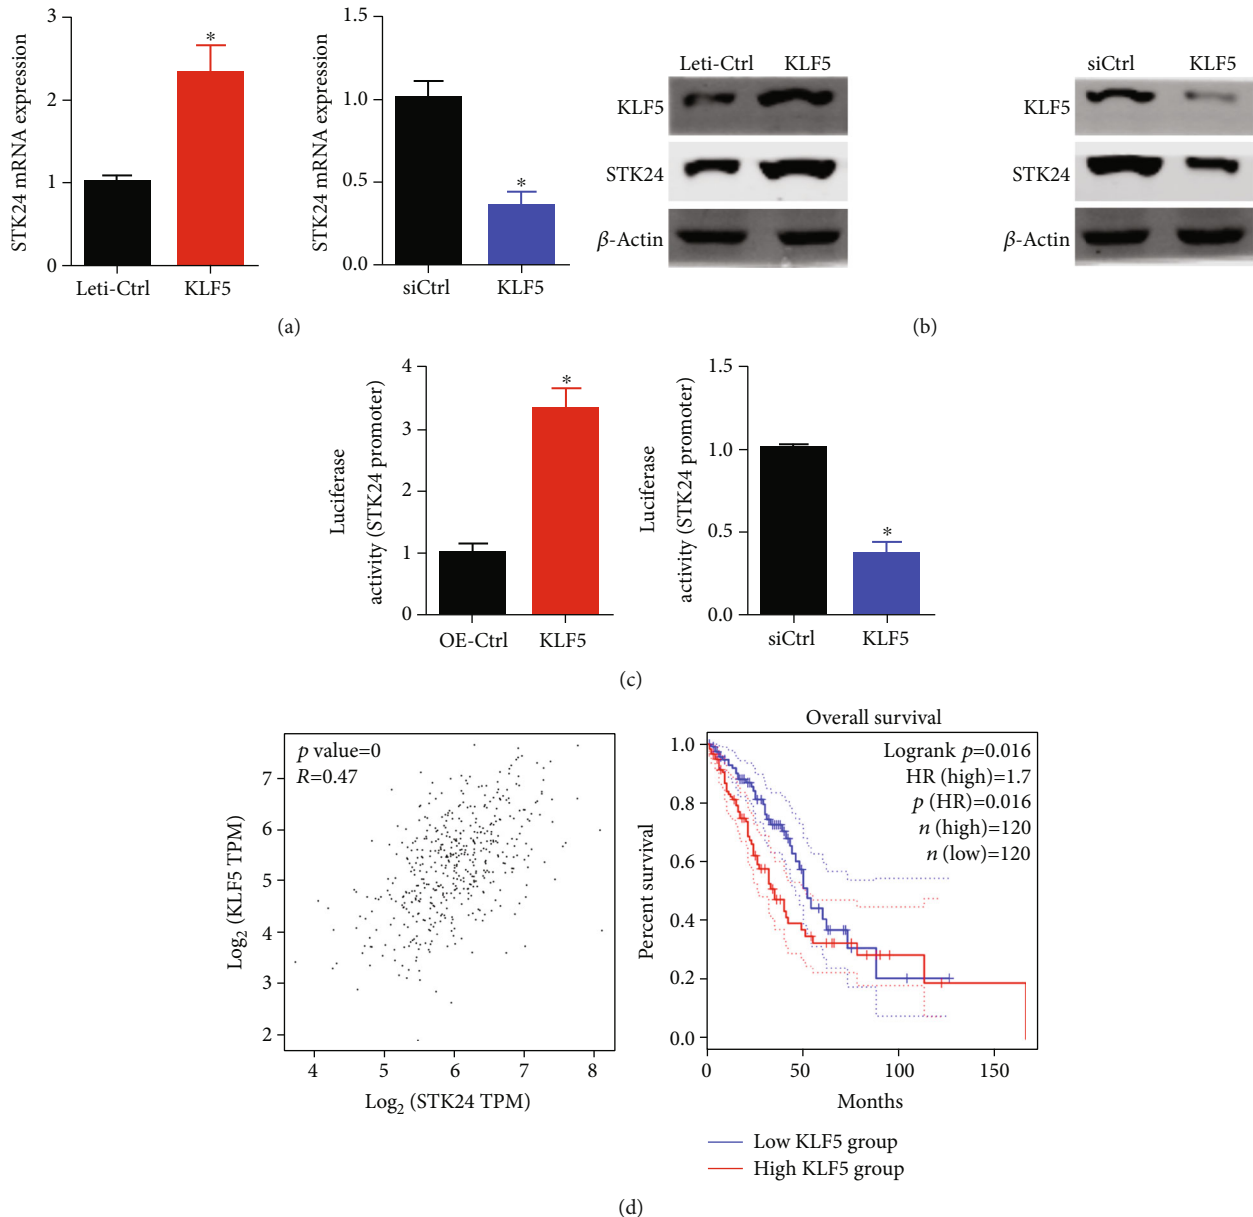 STK24 mRNA expression
3
2
1
0
*
Leti-Ctrl
KLF5
STK24 mRNA expression
1.5
1.0
0.5
0.0
*
siCtrl
KLF5
(a)
Leti-Ctrl
KLF5
KLF5
STK24
β-Actin
siCtrl
KLF5
KLF5
STK24
β-Actin
(b)
Luciferase
activity (STK24 promoter)
4
3
2
1
0
*
OE-Ctrl
KLF5
Luciferase
activity (STK24 promoter)
1.5
1.0
0.5
0.0
*
siCtrl
KLF5
(c)
p value=0
R=0.47
Log2 (KLF5 TPM)
7
6
5
4
3
2
4
5
6
7
8
Log2 (STK24 TPM)
Overall survival
Logrank p=0.016
HR (high)=1.7
p (HR)=0.016
n (high)=120
n (low)=120
Percent survival
1.0
0.8
0.6
0.4
0.2
0.0
0
50
100
150
Months
Low KLF5 group
High KLF5 group
(d)